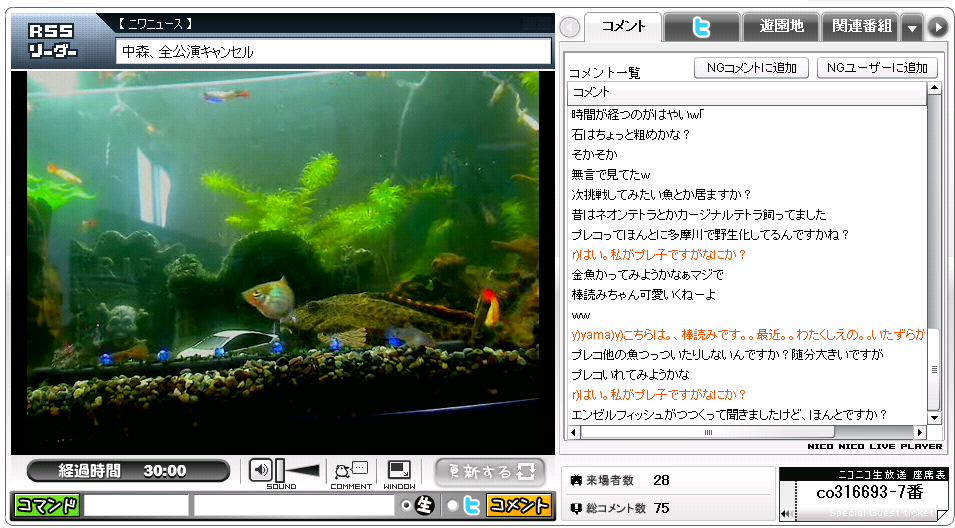 RSS
リーダー
【 ニワニュース 】
中森、全公演キャンセル
コメント
遊園地
関連番組
コメント一覧
NGコメントに追加
NGユーザーに追加
コメント
時間が経つのがはやいw｢
石はちょっと粗めかな？
そかそか
無言で見てたw
次挑戦してみたい魚とか居ますか？
昔はネオンテトラとかカージナルテトラ飼ってました
プレコってほんとに多摩川で野生化してるんですかね？
r)はい。私がプレ子ですがなにか？
金魚かってみようかなぁマジで
棒読みちゃん可愛いくねーよ
ww
y)yama)y)こちらは。、棒読みです。。最近。。わたくしえの。。いたずらか
プレコ他の魚つっついたりしないんですか？随分大きいですが
プレコいれてみようかな
r)はい。私がプレ子ですがなにか？
エンゼルフィッシュがつつくって聞きましたけど、ほんとですか？
NICO NICO LIVE PLAYER
経過時間 30:00
SOUND
COMMENT
WINDOW
更新する
コマンド
生
コメント
来場者数 28
総コメント数 75
ニコニコ生放送 座席表
co316693-7番
Special Guest ticket